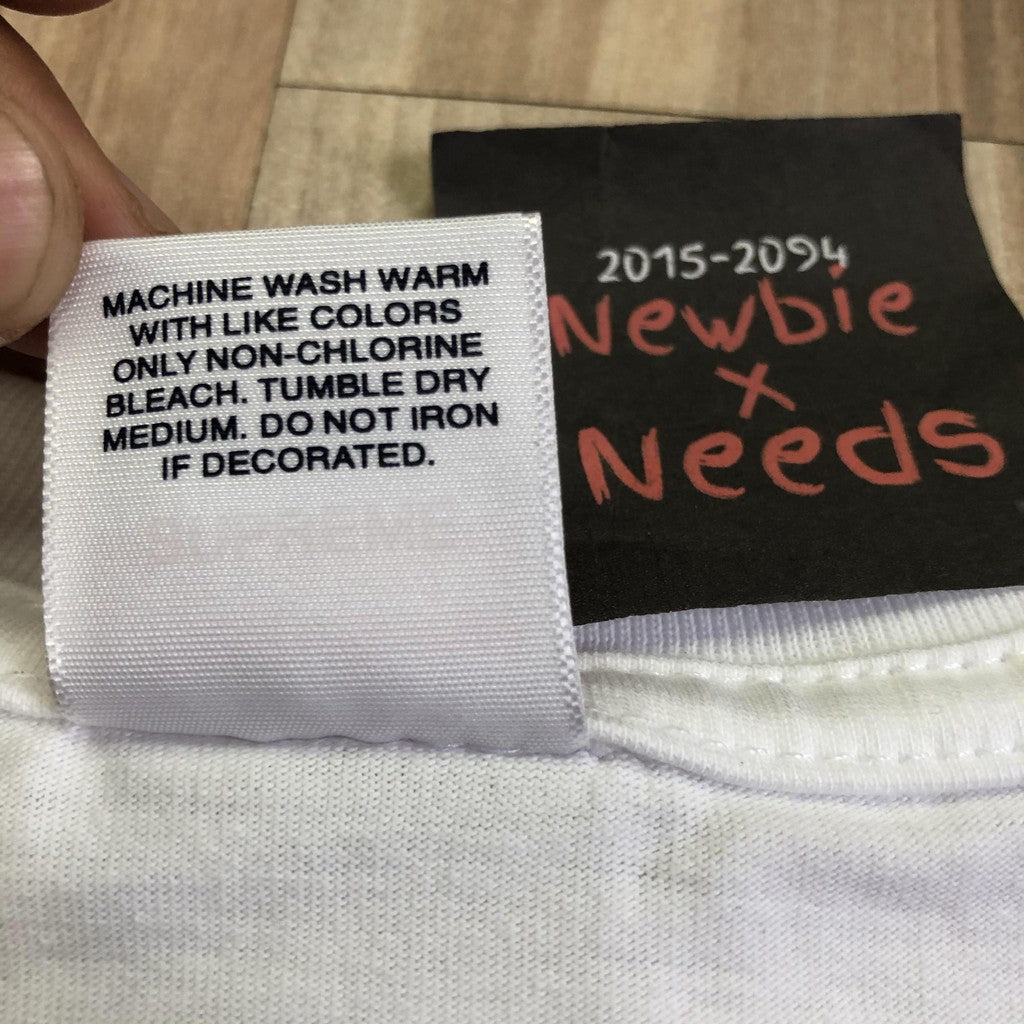 MACHINE WASH WARM
WITH LIKE COLORS
ONLY NON-CHLORINE
BLEACH. TUMBLE DRY
MEDIUM. DO NOT IRON
IF DECORATED.
2015-2094
Newbie
x
Needs